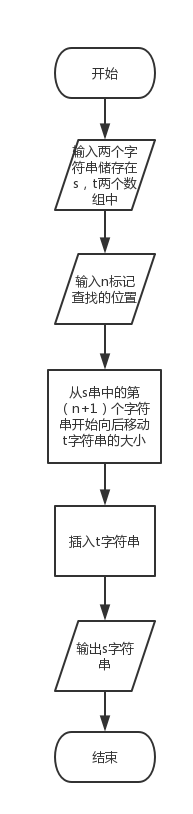 开始
输入两个字
符串储存在
s，t两个数
组中
输入n标记
查找的位置
从s串中的第
（n+1）个字符
串开始向后移动
t字符串的大小
插入t字符串
输出s字符
串
结束